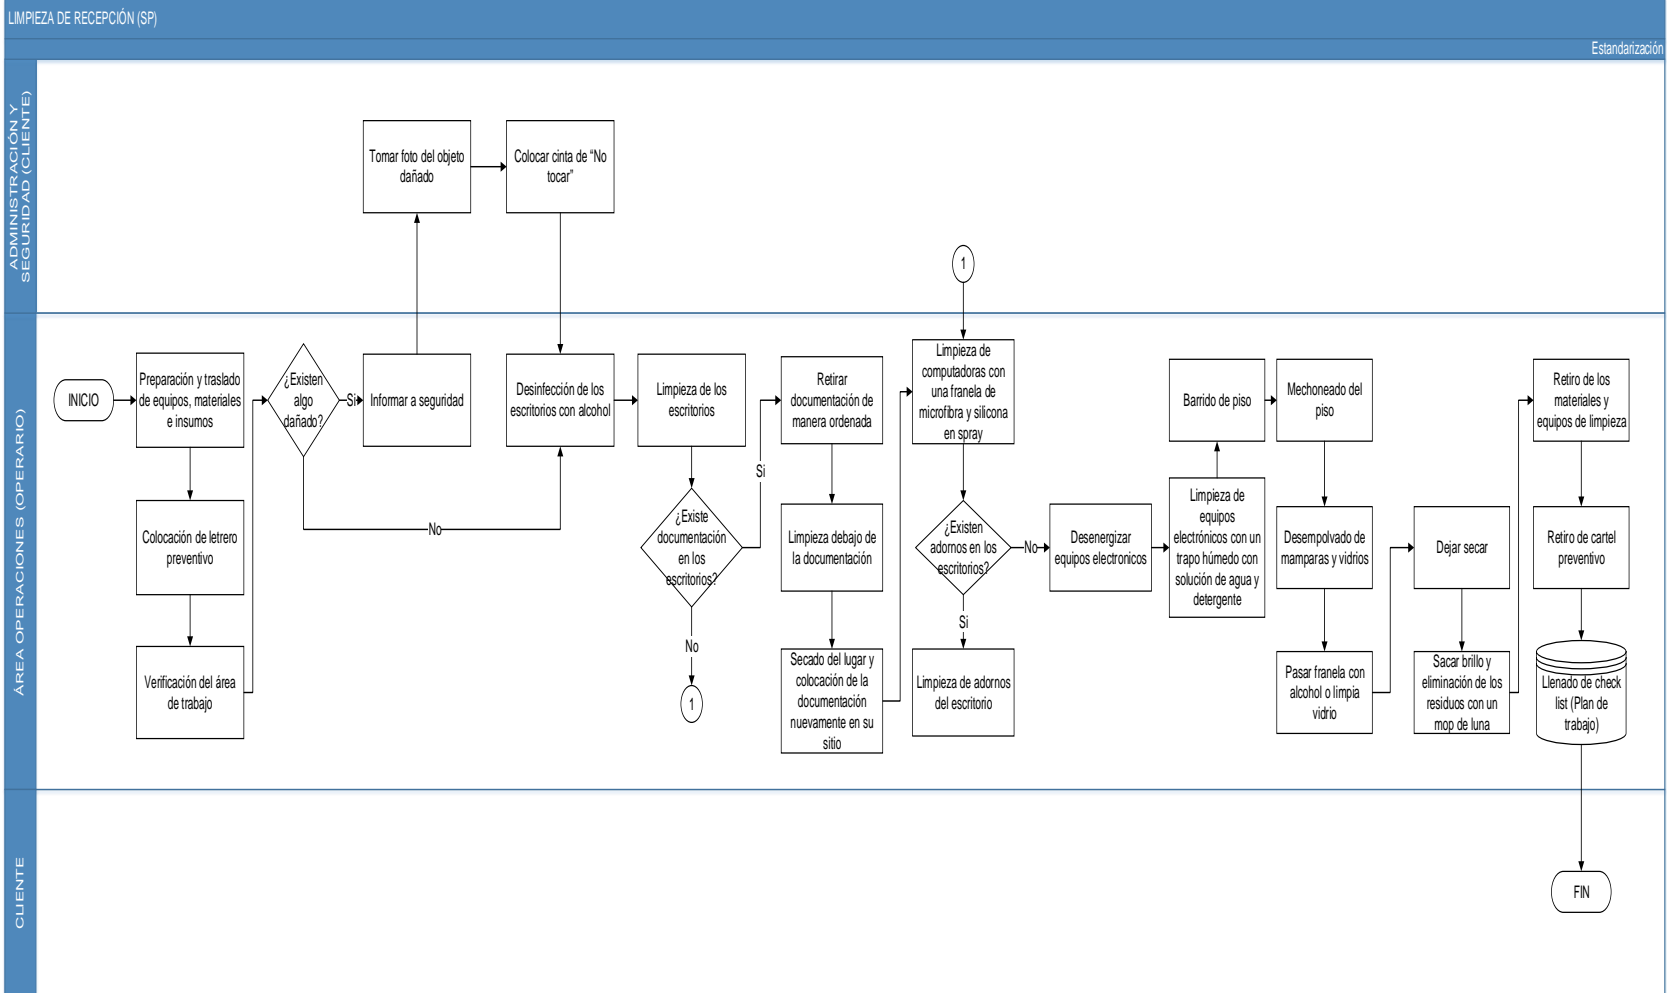 LIMPIEZA DE RECEPCIÓN (SP)
Estandarización
ADMINISTRACIÓN Y
SEGURIDAD (CLIENTE)
Tomar foto del objeto
dañado
Colocar cinta de “No
tocar”
1
ÁREA OPERACIONES (OPERARIO)
INICIO
Preparación y traslado
de equipos, materiales
e insumos
Colocación de letrero
preventivo
Verificación del área
de trabajo
¿Existen
algo
dañado?
Si
No
Informar a seguridad
Desinfección de los
escritorios con alcohol
Limpieza de los
escritorios
¿Existe
documentación
en los
escritorios?
Si
No
1
Retirar
documentación de
manera ordenada
Limpieza debajo de
la documentación
Secado del lugar y
colocación de la
documentación
nuevamente en su
sitio
Limpieza de
computadoras con
una franela de
microfibra y silicona
en spray
¿Existen
adornos en los
escritorios?
No
Si
Limpieza de adornos
del escritorio
Desenergizar
equipos electronicos
Limpieza de
equipos
electrónicos con un
trapo húmedo con
solución de agua y
detergente
Barrido de piso
Mechoneado del
piso
Desempolvado de
mamparas y vidrios
Pasar franela con
alcohol o limpia
vidrio
Dejar secar
Sacar brillo y
eliminación de los
residuos con un
mop de luna
Retiro de los
materiales y
equipos de limpieza
Retiro de cartel
preventivo
Llenado de check
list (Plan de
trabajo)
CLIENTE
FIN